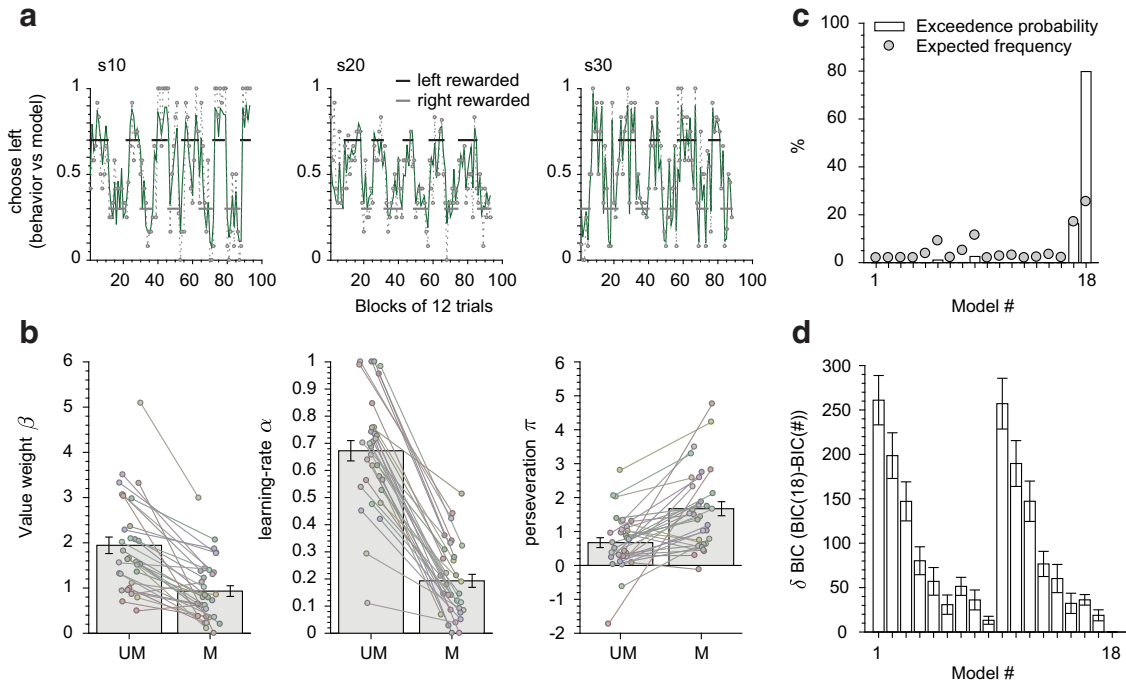 a
s10
s20
s30
left rewarded
right rewarded
choose left
(behavior vs model)
1
0.5
0
20 40 60 80 100
1
0.5
0
20 40 60 80 100
1
0.5
0
20 40 60 80 100
Blocks of 12 trials
c
Exceedence probability
Expected frequency
%
100
80
60
40
20
0
1 18
Model #
b
Value weight β
6
5
4
3
2
1
0
UM M
learning-rate α
1
0.9
0.8
0.7
0.6
0.5
0.4
0.3
0.2
0.1
0
UM M
perseveration π
6
5
4
3
2
1
0
-1
-2
UM M
d
δ BIC (BIC(18)-BIC(#))
300
250
200
150
100
50
0
1 18
Model #